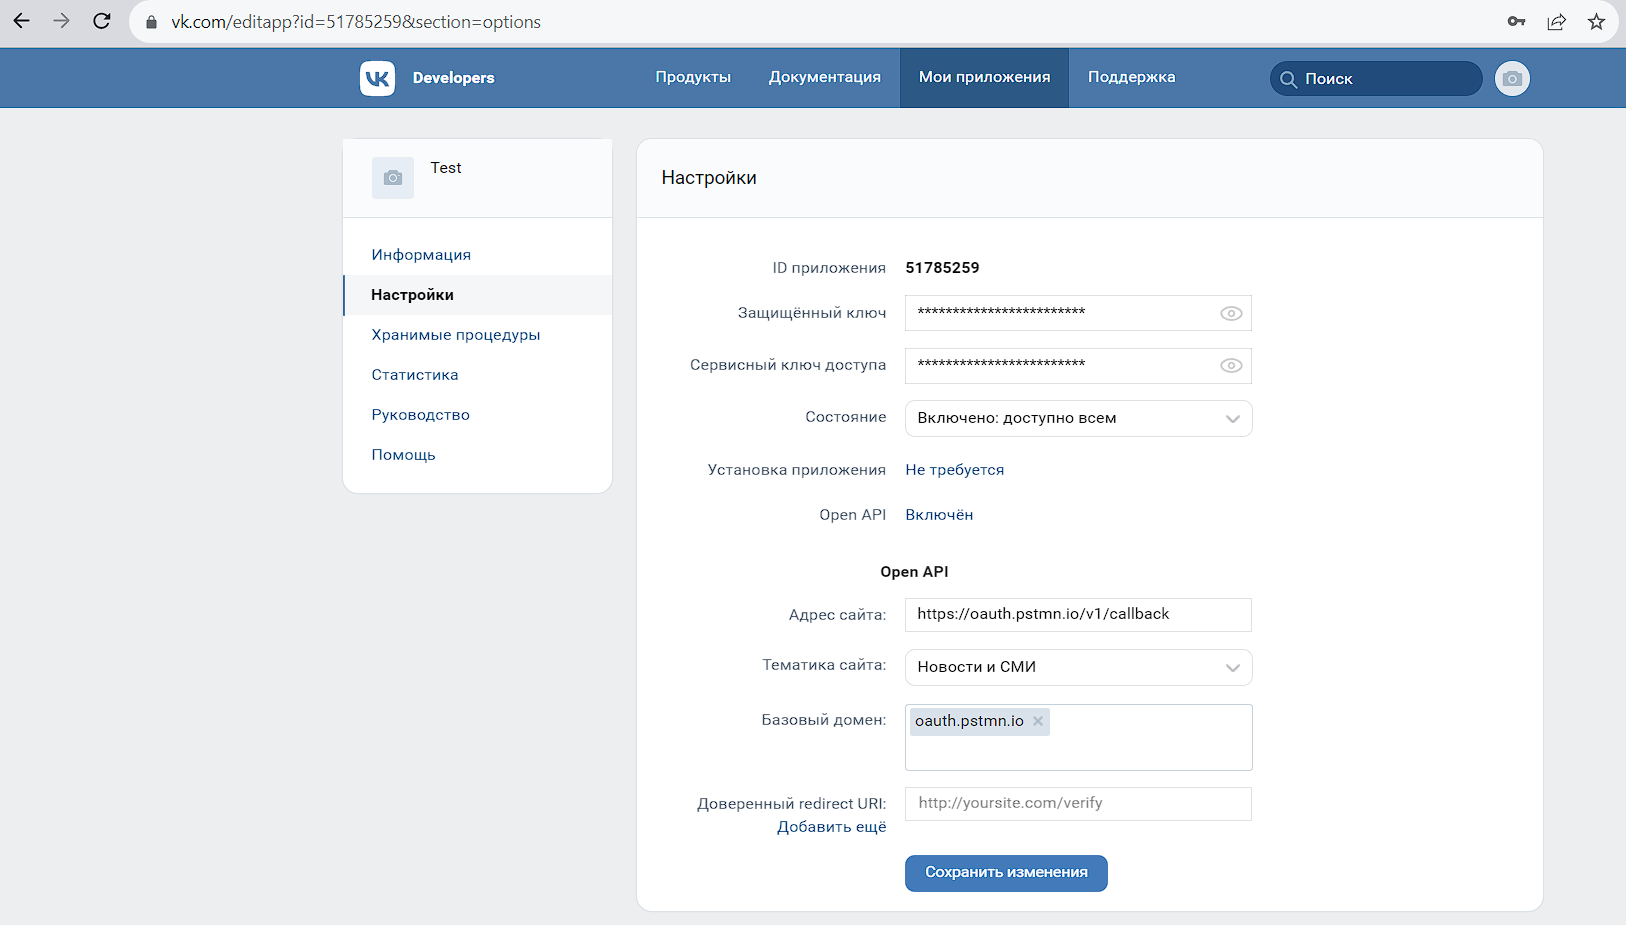 vk.com/editapp?id=51785259&section=options
Developers
Продукты
Документация
Мои приложения
Поддержка
Поиск
Test
Информация
Настройки
Хранимые процедуры
Статистика
Руководство
Помощь
Настройки
ID приложения 51785259
Защищённый ключ ************************
Сервисный ключ доступа ************************
Состояние Включено: доступно всем
Установка приложения Не требуется
Open API Включён
Open API
Адрес сайта: https://oauth.pstmn.io/v1/callback
Тематика сайта: Новости и СМИ
Базовый домен: oauth.pstmn.io ×
Доверенный redirect URI: http://yoursite.com/verify
Добавить ещё
Сохранить изменения